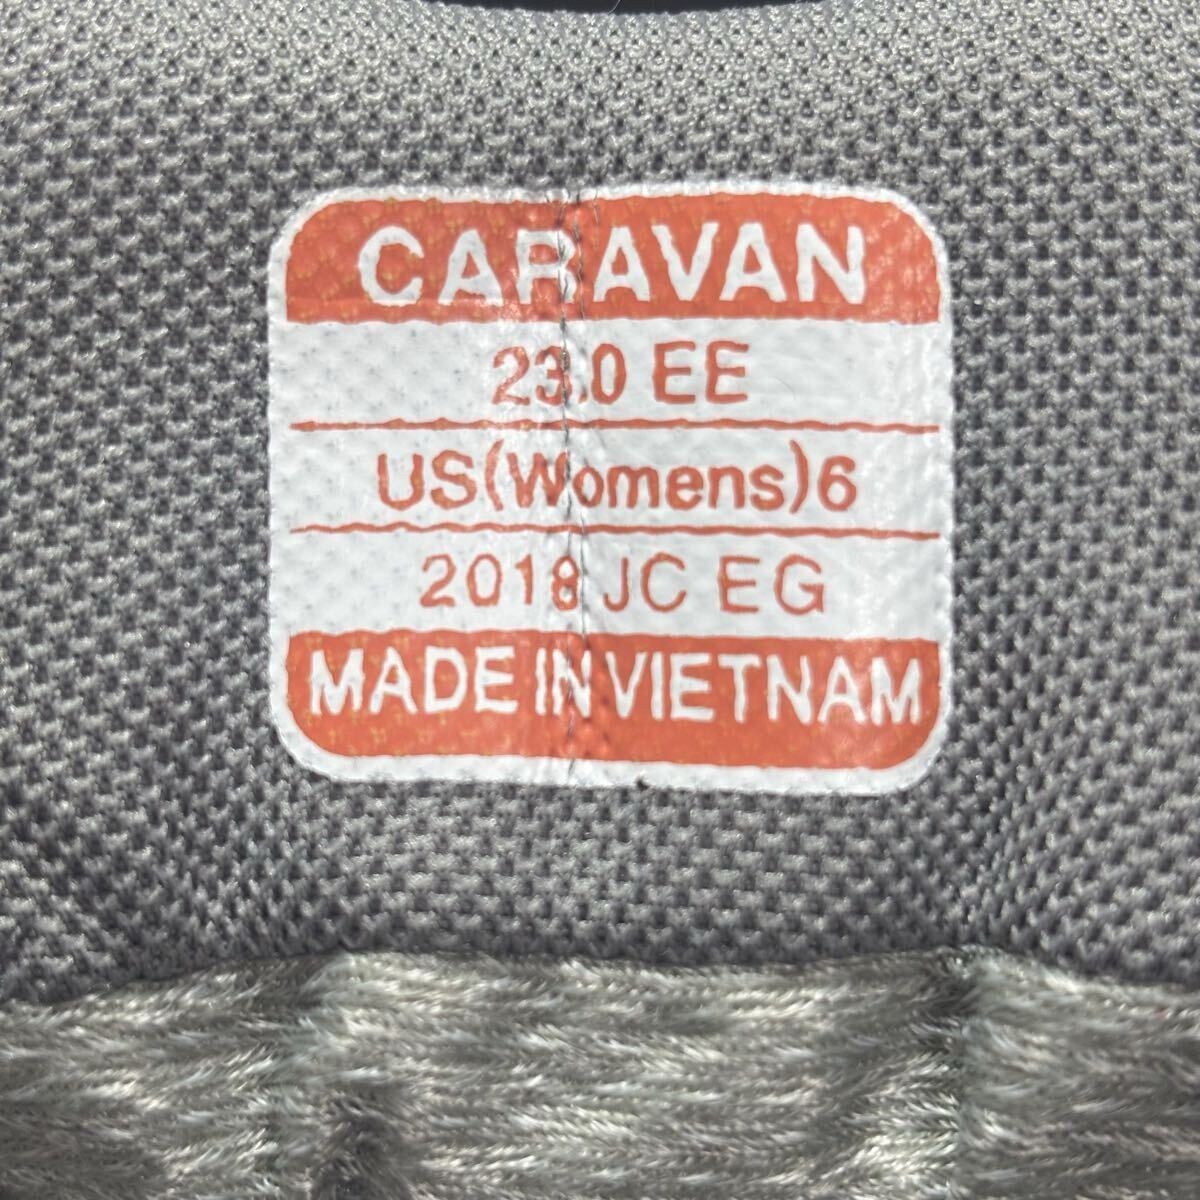 CARAVAN
23.0 EE
US(Womens)6
2018 JC EG
MADE IN VIETNAM